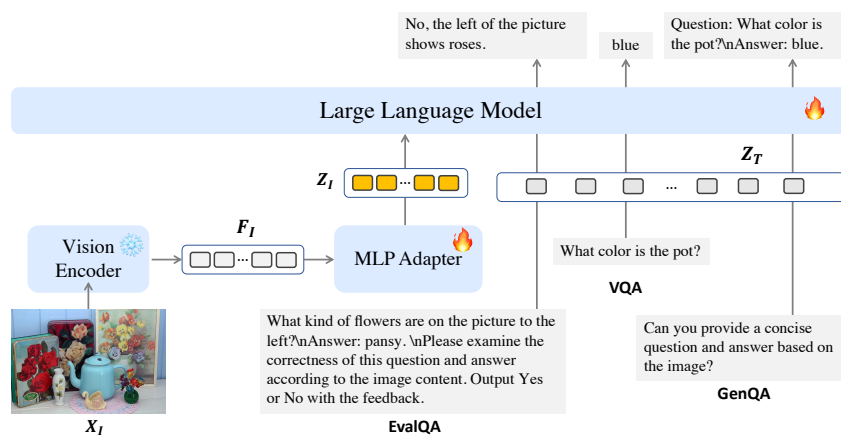 No, the left of the picture
shows roses.
blue
Question: What color is
the pot?\nAnswer: blue.
Large Language Model
Z_I
Z_T
F_I
Vision
Encoder
MLP Adapter
What color is the pot?
VQA
What kind of flowers are on the picture to the
left?\nAnswer: pansy. \nPlease examine the
correctness of this question and answer
according to the image content. Output Yes
or No with the feedback.
Can you provide a concise
question and answer based on
the image?
X_I
EvalQA
GenQA